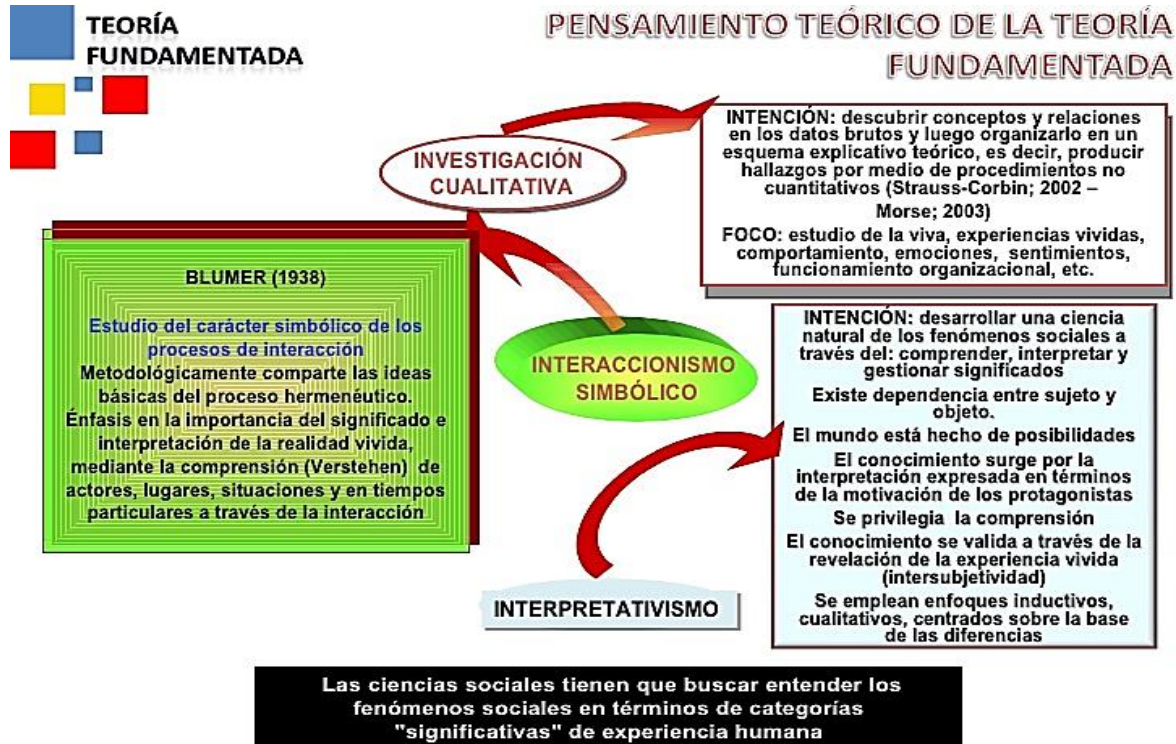 TEORÍA
FUNDAMENTADA
PENSAMIENTO TEÓRICO DE LA TEORÍA
FUNDAMENTADA
INVESTIGACIÓN
CUALITATIVA
INTENCIÓN: descubrir conceptos y relaciones
en los datos brutos y luego organizarlo en un
esquema explicativo teórico, es decir, producir
hallazgos por medio de procedimientos no
cuantitativos (Strauss-Corbin; 2002 –
Morse; 2003)
FOCO: estudio de la viva, experiencias vividas,
comportamiento, emociones, sentimientos,
funcionamiento organizacional, etc.
BLUMER (1938)
Estudio del carácter simbólico de los
procesos de interacción
Metodológicamente comparte las ideas
básicas del proceso hermenéutico.
Énfasis en la importancia del significado e
interpretación de la realidad vivida,
mediante la comprensión (Verstehen) de
actores, lugares, situaciones y en tiempos
particulares a través de la interacción
INTERACCIONISMO
SIMBÓLICO
INTENCIÓN: desarrollar una ciencia
natural de los fenómenos sociales a
través del: comprender, interpretar y
gestionar significados
Existe dependencia entre sujeto y
objeto.
El mundo está hecho de posibilidades
El conocimiento surge por la
interpretación expresada en términos
de la motivación de los protagonistas
Se privilegia la comprensión
El conocimiento se valida a través de la
revelación de la experiencia vivida
(intersubjetividad)
Se emplean enfoques inductivos,
cualitativos, centrados sobre la base
de las diferencias
INTERPRETATIVISMO
Las ciencias sociales tienen que buscar entender los
fenómenos sociales en términos de categorías
"significativas" de experiencia humana